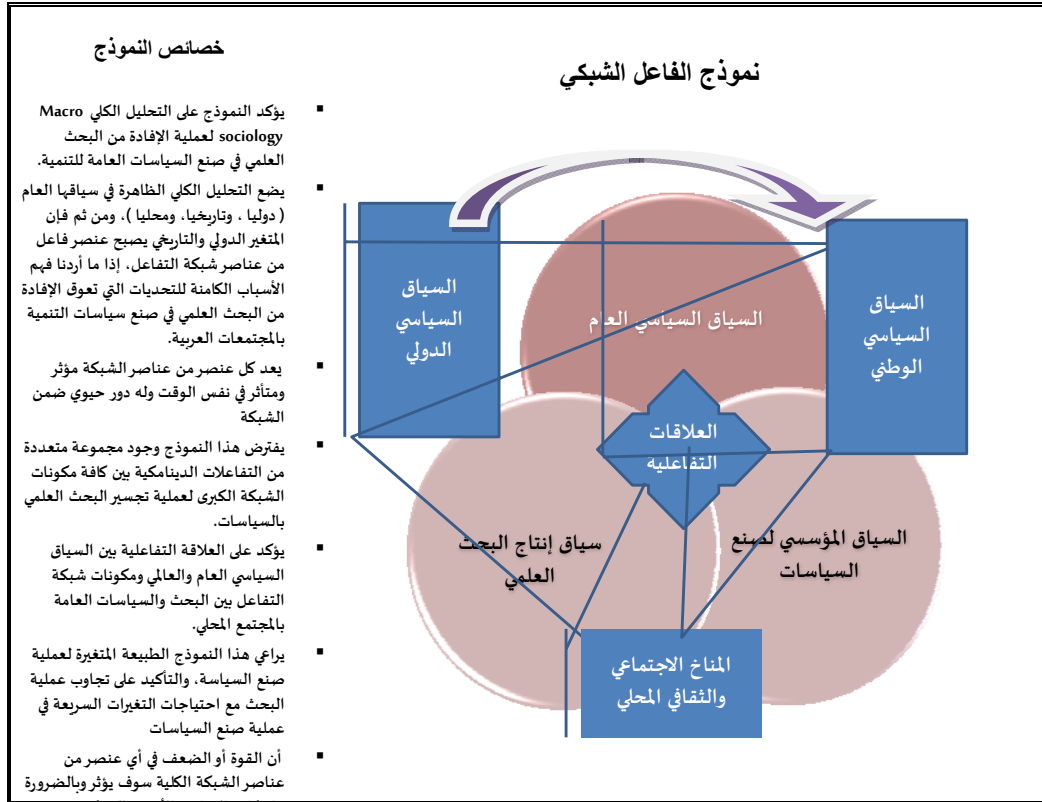 خصائص النموذج
يؤكد النموذج على التحليل الكلي Macro
sociology لعملية الإفادة من البحث
العلمي في صنع السياسات العامة للتنمية.
يضع التحليل الكلي الظاهرة في سياقها العام
( دوليا ، وتاريخيا، ومحليا )، ومن ثم فإن
المتغير الدولي والتاريخي يصبح عنصر فاعل
من عناصر شبكة التفاعل، إذا ما أردنا فهم
الأسباب الكامنة للتحديات التي تعوق الإفادة
من البحث العلمي في صنع سياسات التنمية
بالمجتمعات العربية.
يعد كل عنصر من عناصر الشبكة مؤثر
ومتأثر في نفس الوقت وله دور حيوي ضمن
الشبكة
يفترض هذا النموذج وجود مجموعة متعددة
من التفاعلات الدينامكية بين كافة مكونات
الشبكة الكبرى لعملية تجسير البحث العلمي
بالسياسات.
يؤكد على العلاقة التفاعلية بين السياق
السياسي العام والعالمي ومكونات شبكة
التفاعل بين البحث والسياسات العامة
بالمجتمع المحلي.
يراعي هذا النموذج الطبيعة المتغيرة لعملية
صنع السياسة، والتأكيد على تجاوب عملية
البحث مع احتياجات التغيرات السريعة في
عملية صنع السياسات
أن القوة أو الضعف في أي عنصر من
عناصر الشبكة الكلية سوف يؤثر وبالضرورة
نموذج الفاعل الشبكي
السياق
السياسي
الوطني
السياق السياسي العام
السياق
السياسي
الدولي
العلاقات
التفاعلية
السياق المؤسسي لصنع
السياسات
سياق إنتاج البحث
العلمي
المناخ الاجتماعي
والثقافي المحلي